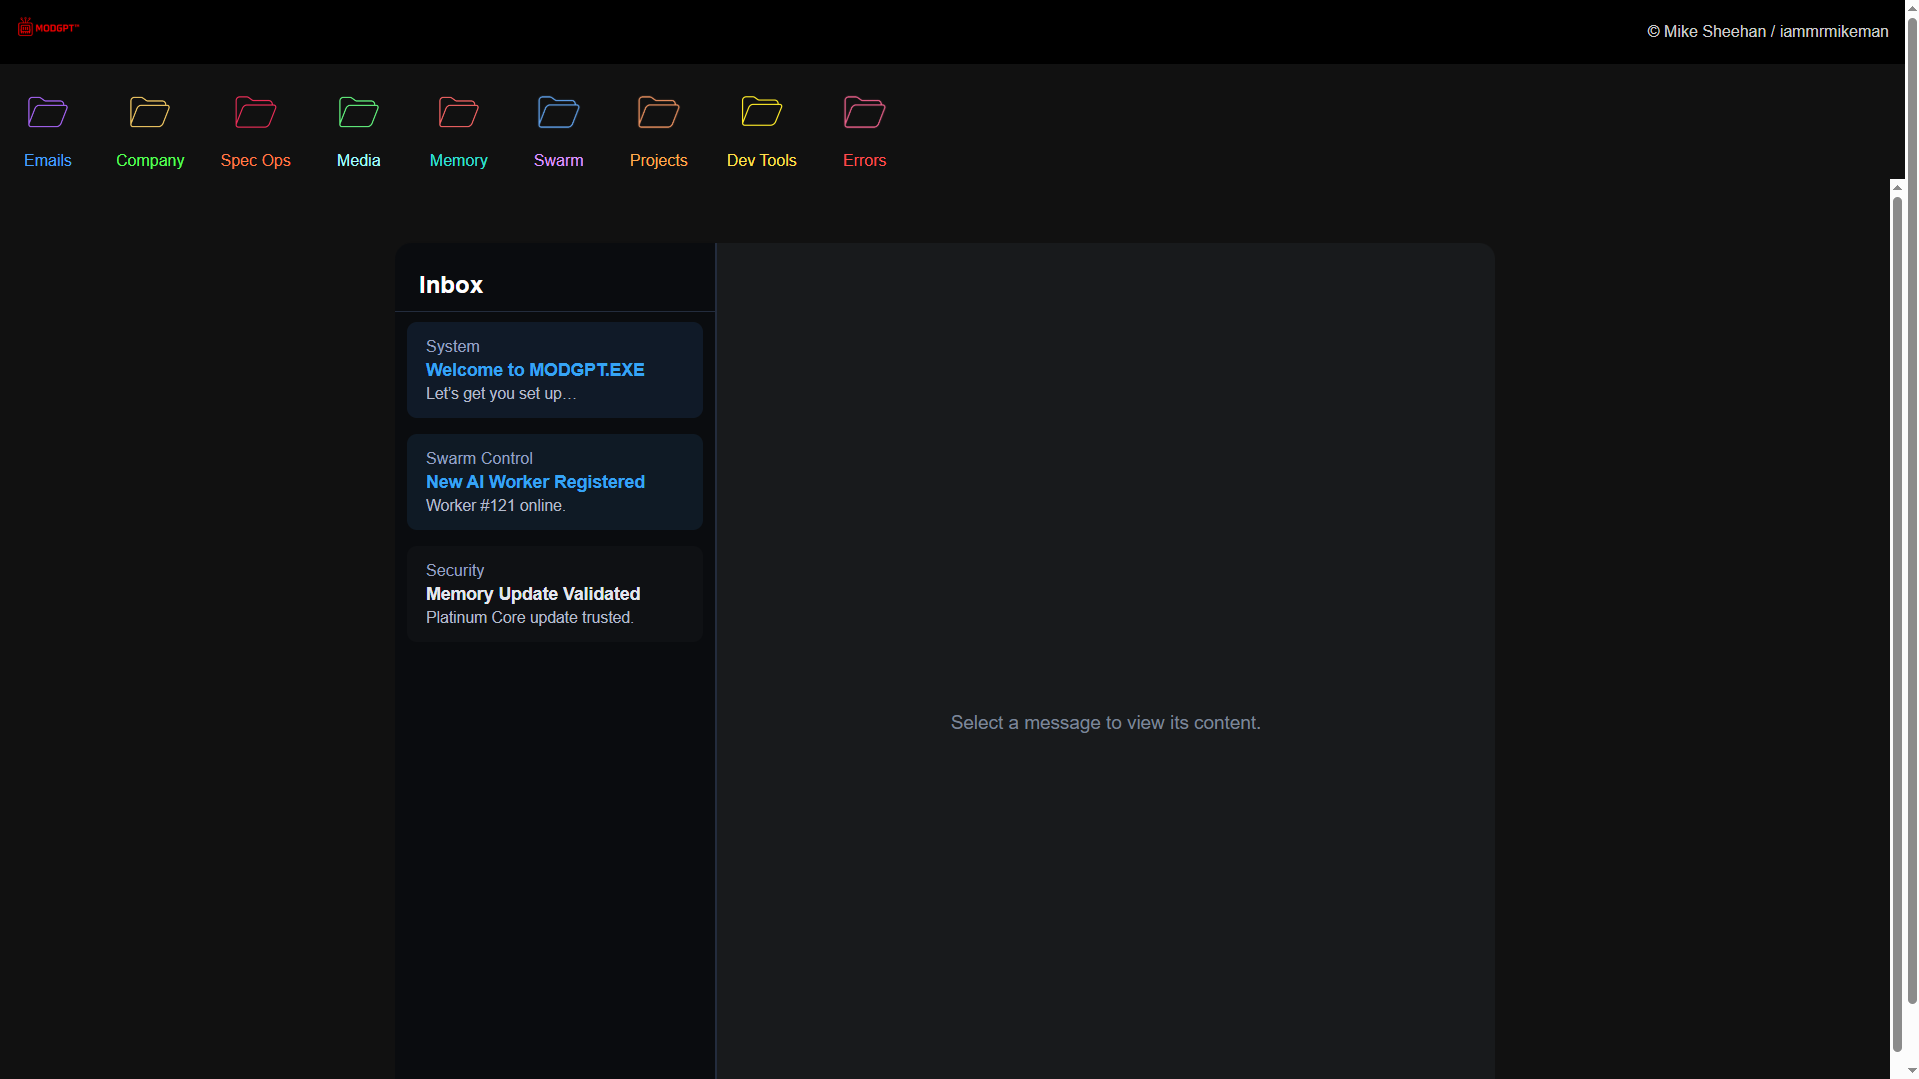 MODGPT™
© Mike Sheehan / iammrmikeman
Emails
Company
Spec Ops
Media
Memory
Swarm
Projects
Dev Tools
Errors
Inbox
System
Welcome to MODGPT.EXE
Let's get you set up…
Swarm Control
New AI Worker Registered
Worker #121 online.
Security
Memory Update Validated
Platinum Core update trusted.
Select a message to view its content.